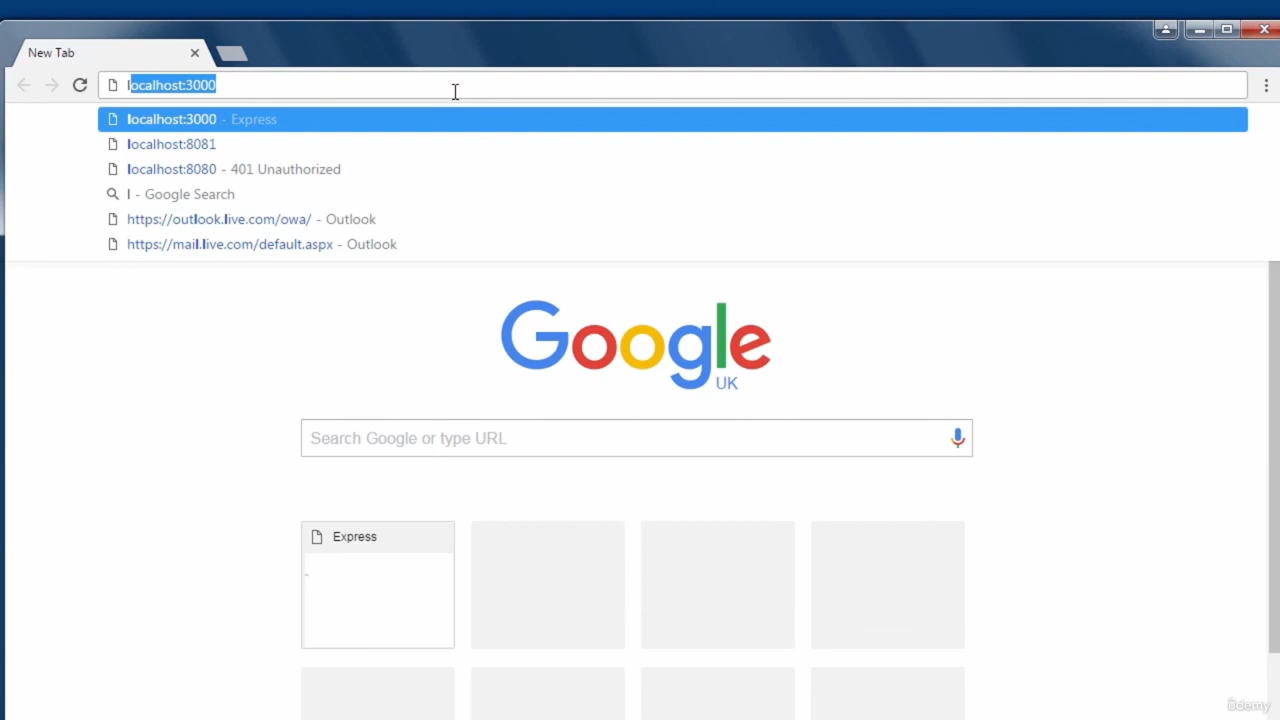 New Tab
localhost:3000
localhost:3000 - Express
localhost:8081
localhost:8080 - 401 Unauthorized
l - Google Search
https://outlook.live.com/owa/ - Outlook
https://mail.live.com/default.aspx - Outlook
Google
UK
Search Google or type URL
Express
ûdemy